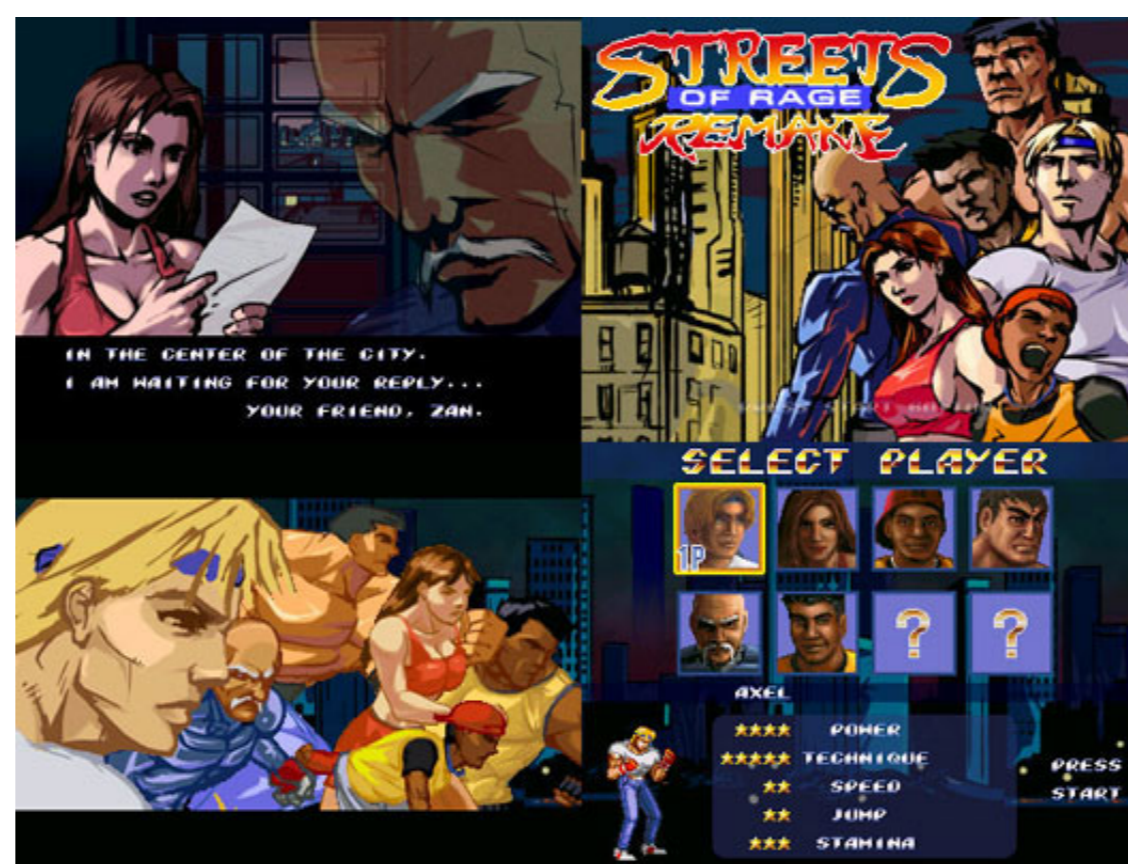 IN THE CENTER OF THE CITY.
I AM WAITING FOR YOUR REPLY...
YOUR FRIEND, ZAN.
STREETS
OF RAGE
REMAKE
SELECT PLAYER
1P
?
?
AXEL
★★★★ POWER
★★★★★ TECHNIQUE
★★ SPEED
★★ JUMP
★★★ STAMINA
PRESS
START